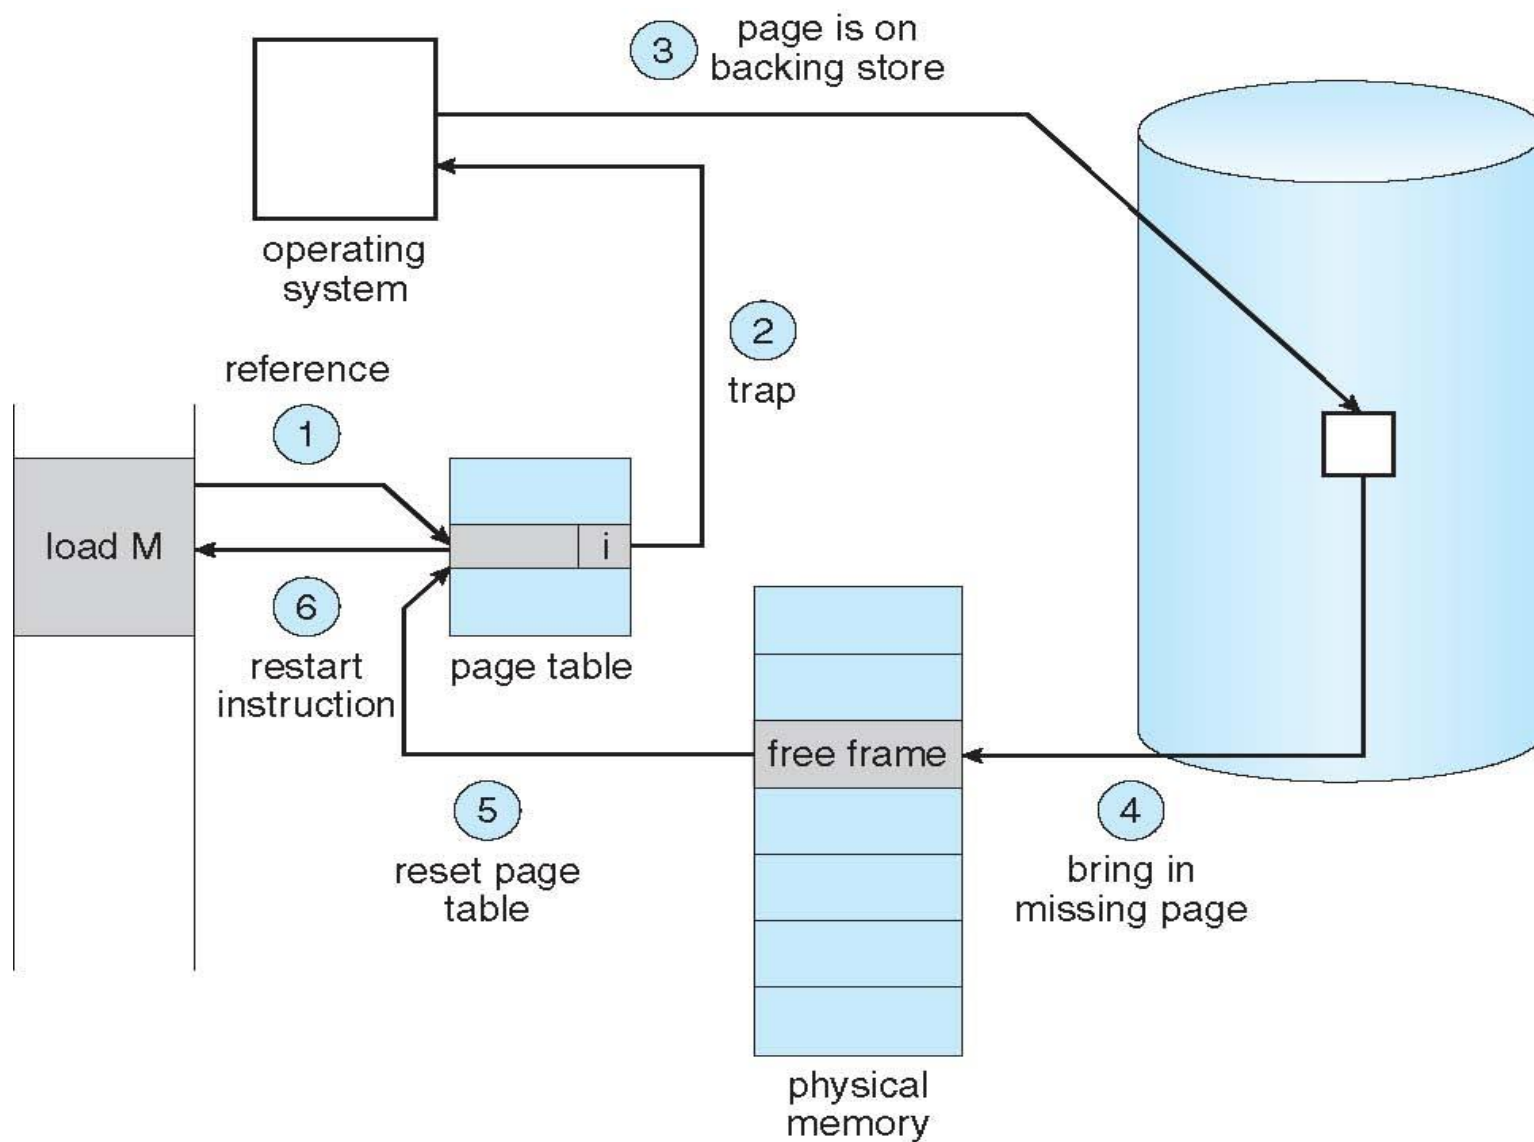 3
page is on
backing store
operating
system
2
trap
reference
1
load M
i
6
restart
instruction
page table
free frame
5
reset page
table
4
bring in
missing page
physical
memory